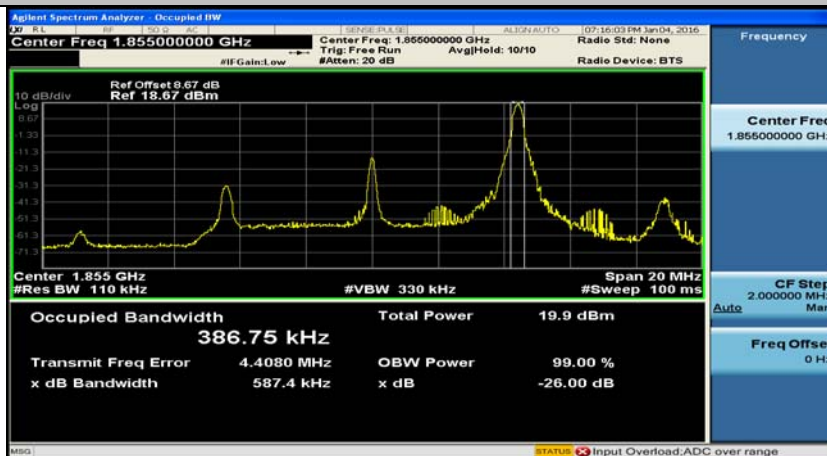 Agilent Spectrum Analyzer - Occupied BW
RL RF 50 Ω AC SENSE:PULSE ALIGN AUTO 07:16:03 PM Jan 04, 2016
Center Freq 1.855000000 GHz Center Freq: 1.855000000 GHz Radio Std: None Frequency
Trig: Free Run Avg|Hold: 10/10
#IFGain:Low #Atten: 20 dB Radio Device: BTS
Ref Offset 8.67 dB
10 dB/div Ref 18.67 dBm
Log
8.67
-1.33
-11.3
-21.3
-31.3
-41.3
-51.3
-61.3
-71.3
Center Freq
1.855000000 GHz
Center 1.855 GHz Span 20 MHz
#Res BW 110 kHz #VBW 330 kHz #Sweep 100 ms
CF Step
2.000000 MHz
Auto Man
Occupied Bandwidth Total Power 19.9 dBm
386.75 kHz
Transmit Freq Error 4.4080 MHz OBW Power 99.00 %
x dB Bandwidth 587.4 kHz x dB -26.00 dB
Freq Offset
0 Hz
MSG STATUS Input Overload;ADC over range